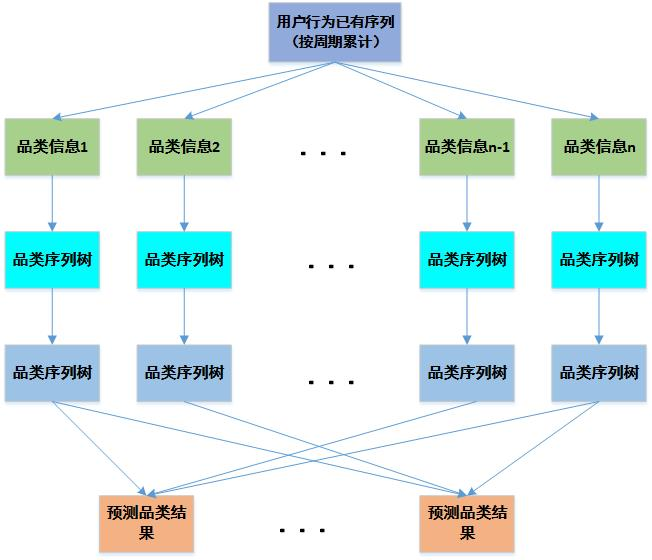 用户行为已有序列
（按周期累计）
品类信息1
品类信息2
. . .
品类信息n-1
品类信息n
品类序列树
品类序列树
. . .
品类序列树
品类序列树
品类序列树
品类序列树
. . .
品类序列树
品类序列树
预测品类结
果
. . .
预测品类结
果